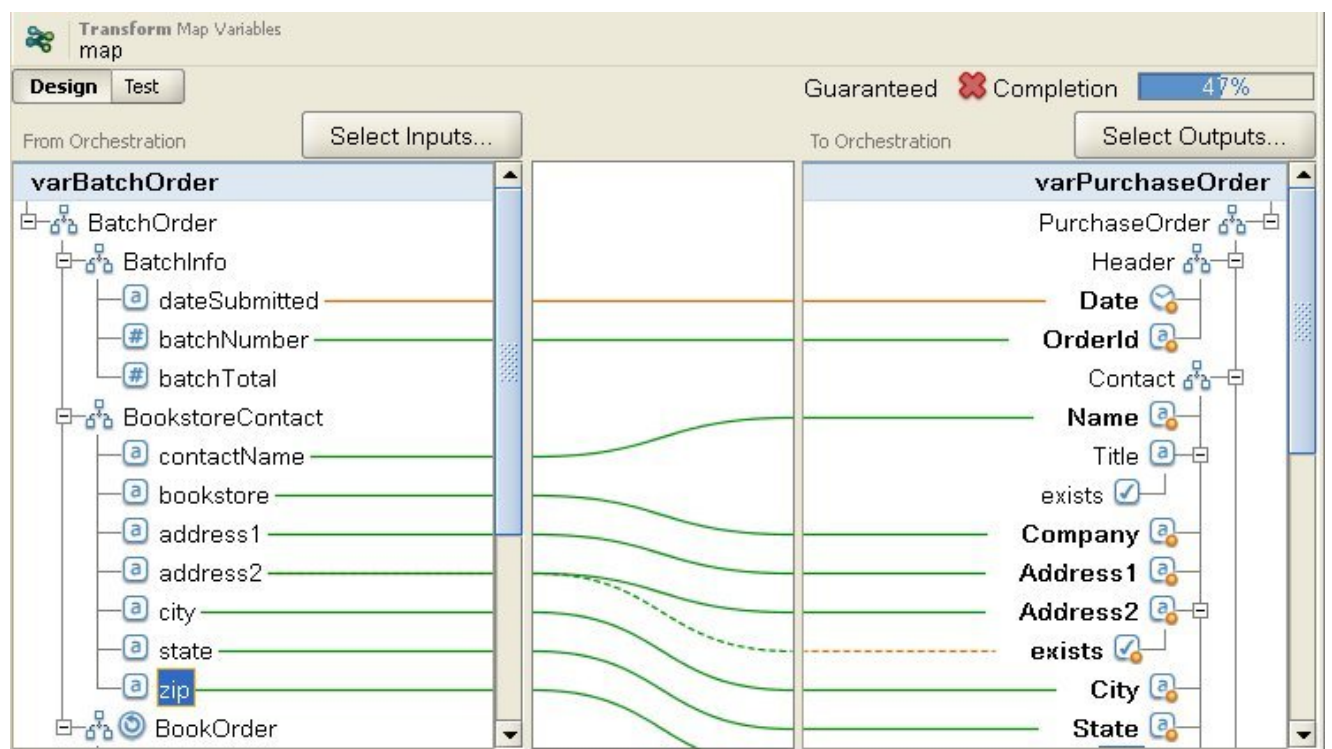 Transform Map Variables
map
Design Test
Guaranteed Completion 47%
From Orchestration Select Inputs... To Orchestration Select Outputs...
varBatchOrder varPurchaseOrder
BatchOrder PurchaseOrder
BatchInfo Header
a dateSubmitted Date
# batchNumber OrderId a
# batchTotal Contact
BookstoreContact Name a
a contactName Title a
a bookstore exists
a address1 Company a
a address2 Address1 a
a city Address2 a
a state exists
a zip City a
BookOrder State a